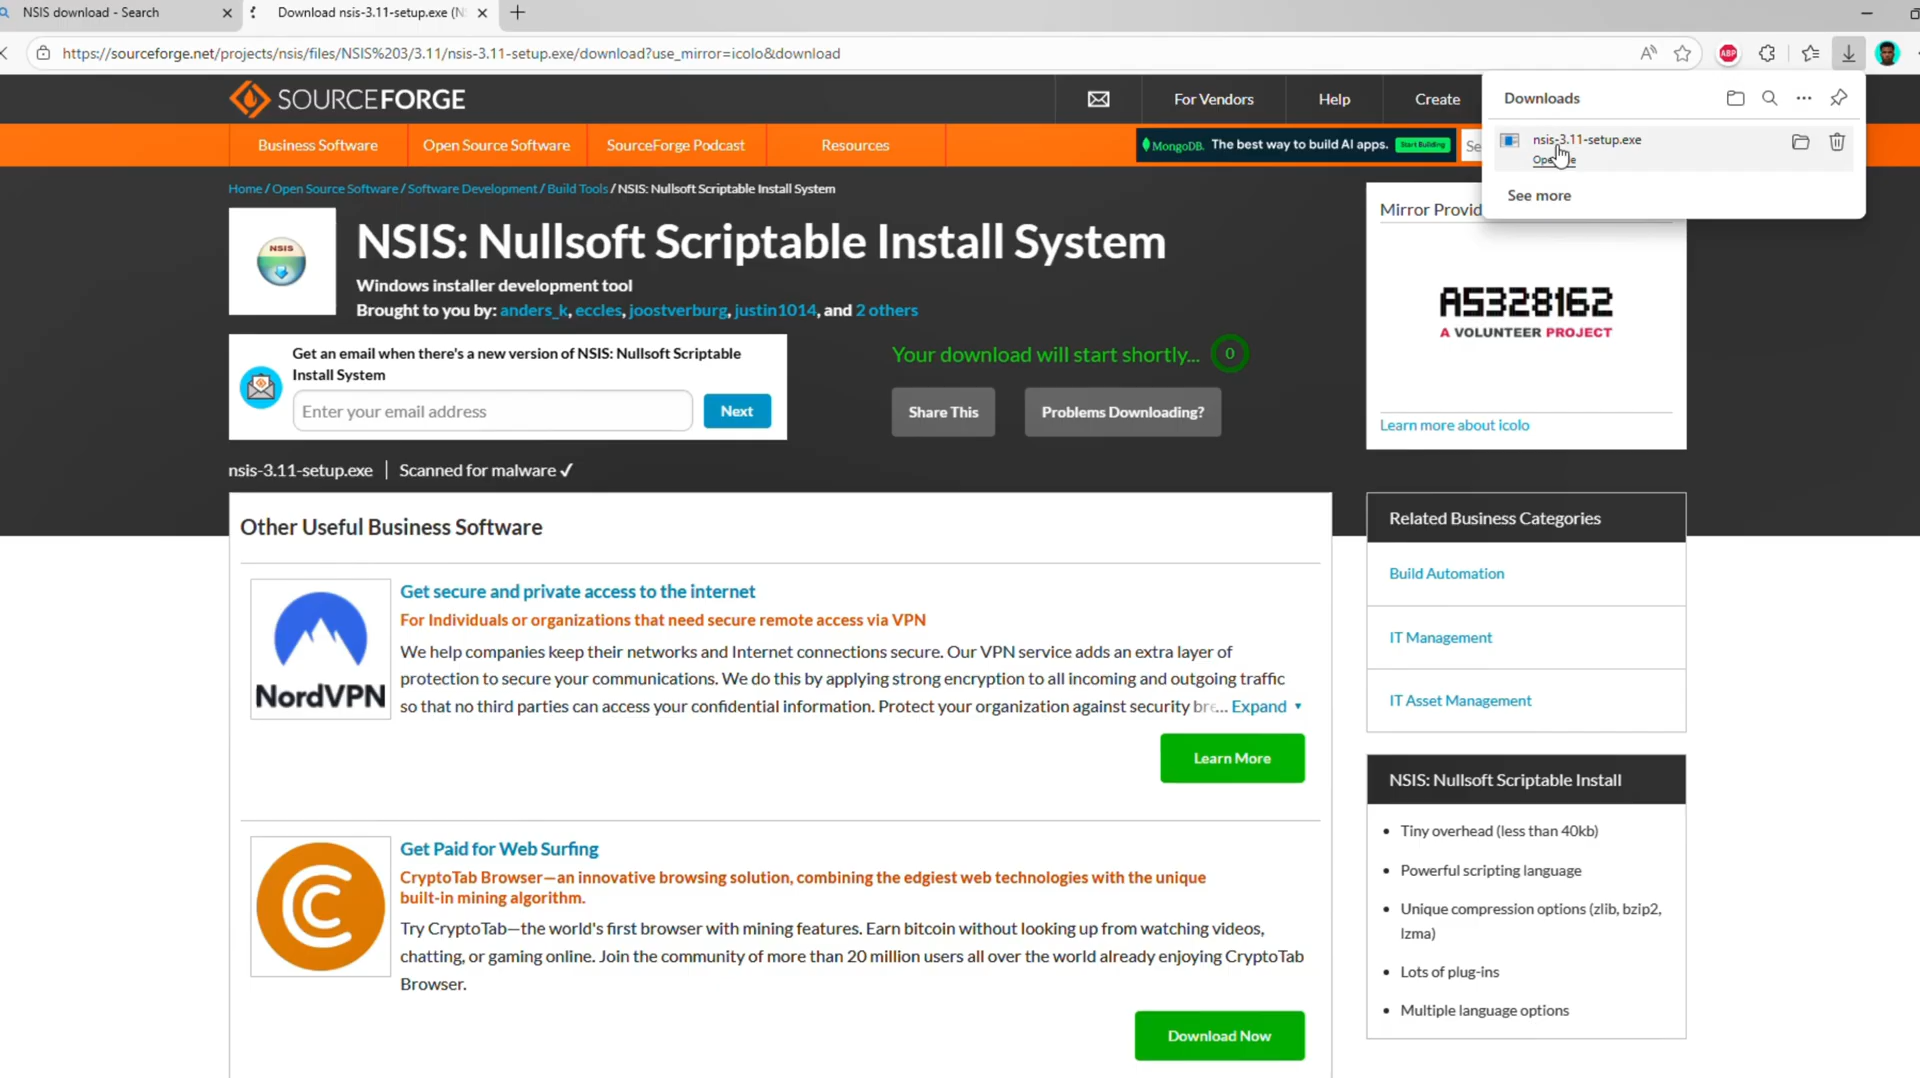 NSIS download - Search
Download nsis-3.11-setup.exe (N
https://sourceforge.net/projects/nsis/files/NSIS%203/3.11/nsis-3.11-setup.exe/download?use_mirror=icolo&download
ABP
SOURCEFORGE
For Vendors
Help
Create
Downloads
nsis-3.11-setup.exe
See more
Business Software
Open Source Software
SourceForge Podcast
Resources
MongoDB. The best way to build AI apps. Start Building
Se
Home / Open Source Software / Software Development / Build Tools / NSIS: Nullsoft Scriptable Install System
NSIS
NSIS: Nullsoft Scriptable Install System
Windows installer development tool
Brought to you by: anders_k, eccles, joostverburg, justin1014, and 2 others
Mirror Provid
AS328162
A VOLUNTEER PROJECT
Learn more about icolo
Get an email when there's a new version of NSIS: Nullsoft Scriptable
Install System
Enter your email address
Next
Your download will start shortly... 0
Share This
Problems Downloading?
nsis-3.11-setup.exe | Scanned for malware ✓
Other Useful Business Software
NordVPN
Get secure and private access to the internet
For Individuals or organizations that need secure remote access via VPN
We help companies keep their networks and Internet connections secure. Our VPN service adds an extra layer of
protection to secure your communications. We do this by applying strong encryption to all incoming and outgoing traffic
so that no third parties can access your confidential information. Protect your organization against security bre... Expand
Learn More
Get Paid for Web Surfing
CryptoTab Browser—an innovative browsing solution, combining the edgiest web technologies with the unique
built-in mining algorithm.
Try CryptoTab—the world's first browser with mining features. Earn bitcoin without looking up from watching videos,
chatting, or gaming online. Join the community of more than 20 million users all over the world already enjoying CryptoTab
Browser.
Download Now
Related Business Categories
Build Automation
IT Management
IT Asset Management
NSIS: Nullsoft Scriptable Install
• Tiny overhead (less than 40kb)
• Powerful scripting language
• Unique compression options (zlib, bzip2,
lzma)
• Lots of plug-ins
• Multiple language options